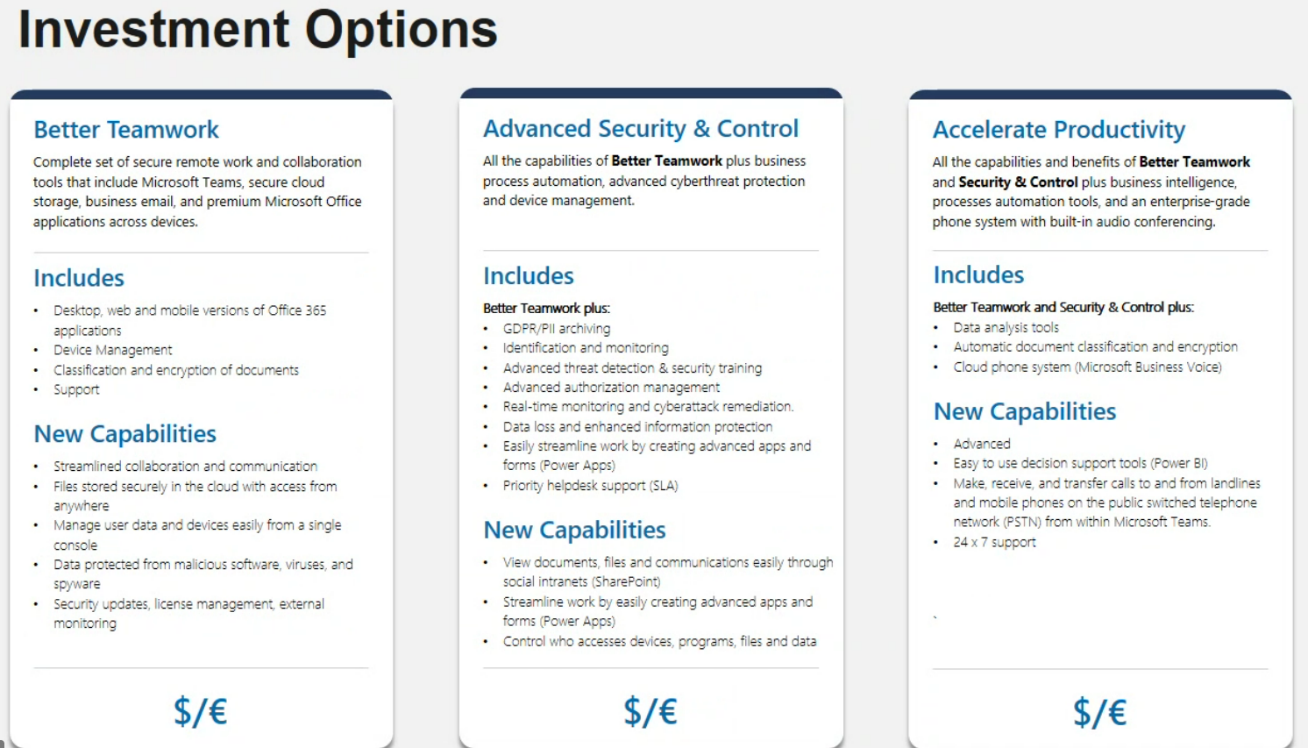 Investment Options
Better Teamwork
Complete set of secure remote work and collaboration
tools that include Microsoft Teams, secure cloud
storage, business email, and premium Microsoft Office
applications across devices.
Includes
• Desktop, web and mobile versions of Office 365
applications
• Device Management
• Classification and encryption of documents
• Support
New Capabilities
• Streamlined collaboration and communication
• Files stored securely in the cloud with access from
anywhere
• Manage user data and devices easily from a single
console
• Data protected from malicious software, viruses, and
spyware
• Security updates, license management, external
monitoring
$/€
Advanced Security & Control
All the capabilities of Better Teamwork plus business
process automation, advanced cyberthreat protection
and device management.
Includes
Better Teamwork plus:
• GDPR/PII archiving
• Identification and monitoring
• Advanced threat detection & security training
• Advanced authorization management
• Real-time monitoring and cyberattack remediation.
• Data loss and enhanced information protection
• Easily streamline work by creating advanced apps and
forms (Power Apps)
• Priority helpdesk support (SLA)
New Capabilities
• View documents, files and communications easily through
social intranets (SharePoint)
• Streamline work by easily creating advanced apps and
forms (Power Apps)
• Control who accesses devices, programs, files and data
$/€
Accelerate Productivity
All the capabilities and benefits of Better Teamwork
and Security & Control plus business intelligence,
processes automation tools, and an enterprise-grade
phone system with built-in audio conferencing.
Includes
Better Teamwork and Security & Control plus:
• Data analysis tools
• Automatic document classification and encryption
• Cloud phone system (Microsoft Business Voice)
New Capabilities
• Advanced
• Easy to use decision support tools (Power BI)
• Make, receive, and transfer calls to and from landlines
and mobile phones on the public switched telephone
network (PSTN) from within Microsoft Teams.
• 24 x 7 support
`
$/€